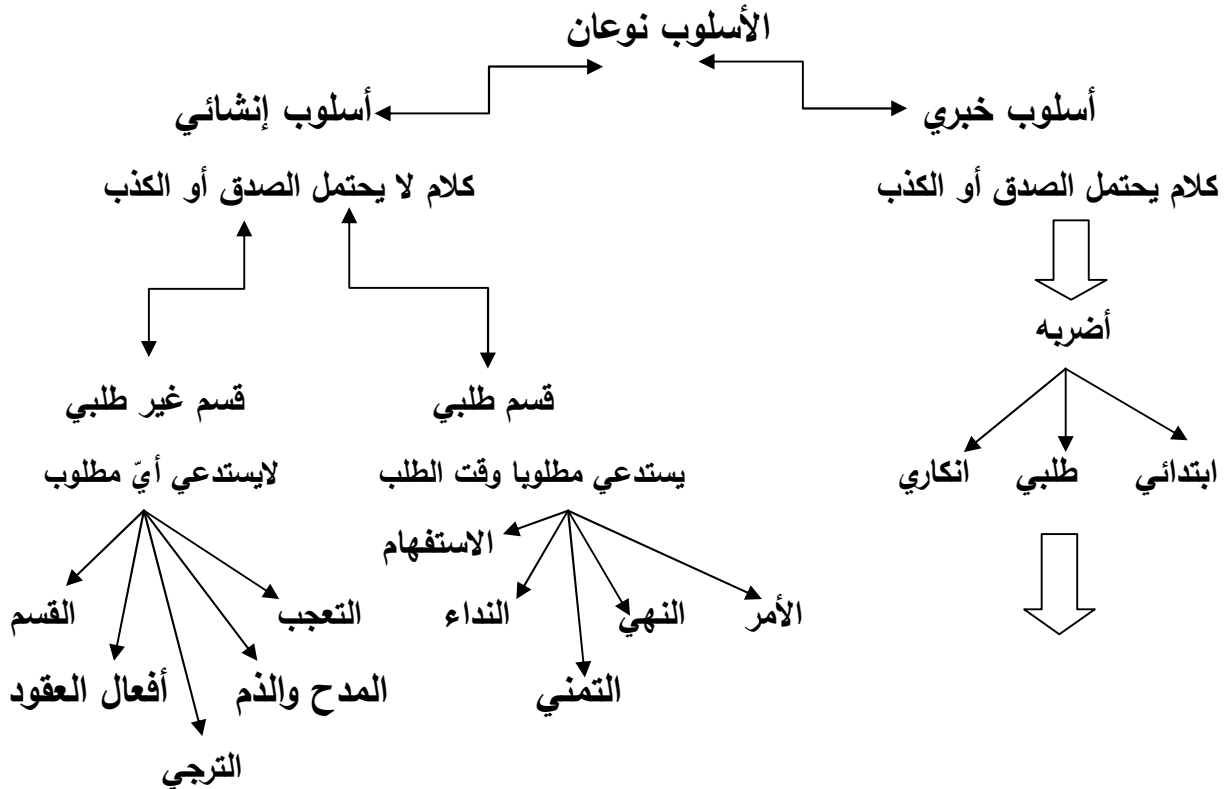 الأسلوب نوعان
أسلوب خبري
أسلوب إنشائي
كلام يحتمل الصدق أو الكذب
كلام لا يحتمل الصدق أو الكذب
أضربه
قسم طلبي
قسم غير طلبي
ابتدائي
طلبي
انكاري
يستدعي مطلوبا وقت الطلب
لايستدعي أيّ مطلوب
الاستفهام
الأمر
النهي
النداء
التعجب
القسم
التمني
المدح والذم
أفعال العقود
الترجي